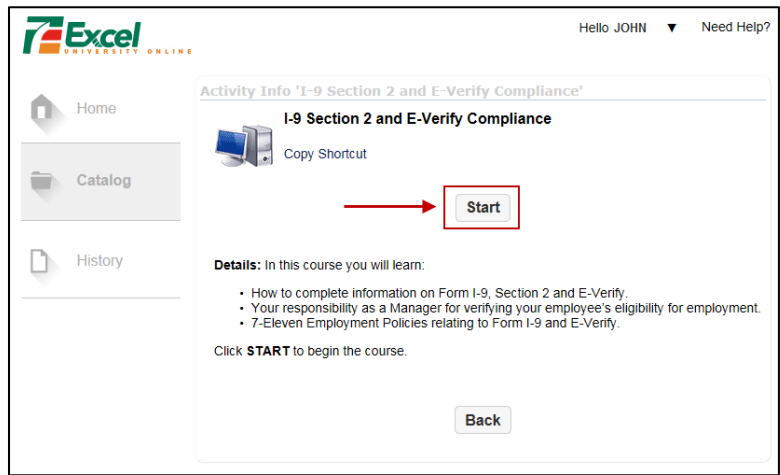 7-Excel
UNIVERSITY ONLINE
Hello JOHN ▼ Need Help?
Home
Catalog
History
Activity Info 'I-9 Section 2 and E-Verify Compliance'
I-9 Section 2 and E-Verify Compliance
Copy Shortcut
Start
Details: In this course you will learn:
• How to complete information on Form I-9, Section 2 and E-Verify.
• Your responsibility as a Manager for verifying your employee's eligibility for employment.
• 7-Eleven Employment Policies relating to Form I-9 and E-Verify.
Click START to begin the course.
Back